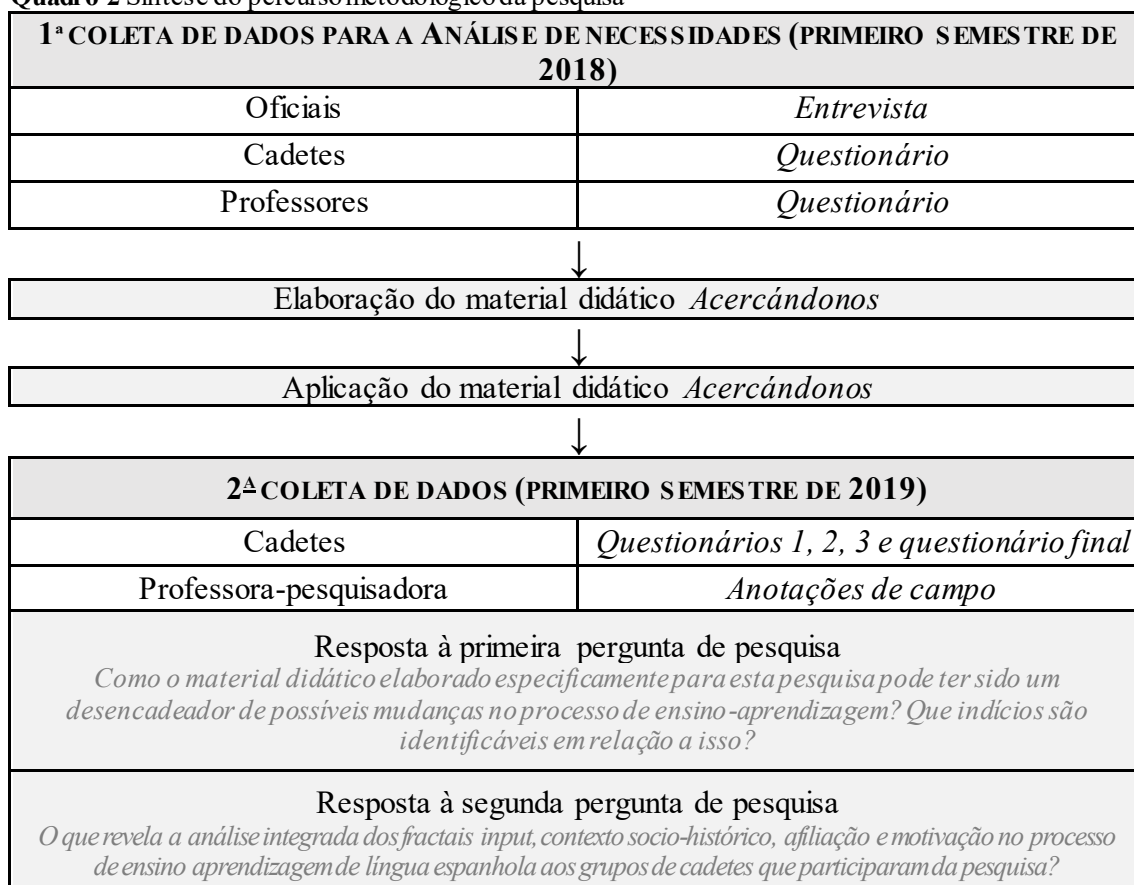 Quadro 2 Síntese do percurso metodológico da pesquisa
1ª COLETA DE DADOS PARA A ANÁLISE DE NECESSIDADES (PRIMEIRO SEMESTRE DE
2018)
Oficiais Entrevista
Cadetes Questionário
Professores Questionário
↓
Elaboração do material didático Acercándonos
↓
Aplicação do material didático Acercándonos
↓
2ª COLETA DE DADOS (PRIMEIRO SEMESTRE DE 2019)
Cadetes Questionários 1, 2, 3 e questionário final
Professora-pesquisadora Anotações de campo
Resposta à primeira pergunta de pesquisa
Como o material didático elaborado especificamente para esta pesquisa pode ter sido um
desencadeador de possíveis mudanças no processo de ensino-aprendizagem? Que indícios são
identificáveis em relação a isso?
Resposta à segunda pergunta de pesquisa
O que revela a análise integrada dos fractais input, contexto socio-histórico, afiliação e motivação no processo
de ensino aprendizagem de língua espanhola aos grupos de cadetes que participaram da pesquisa?